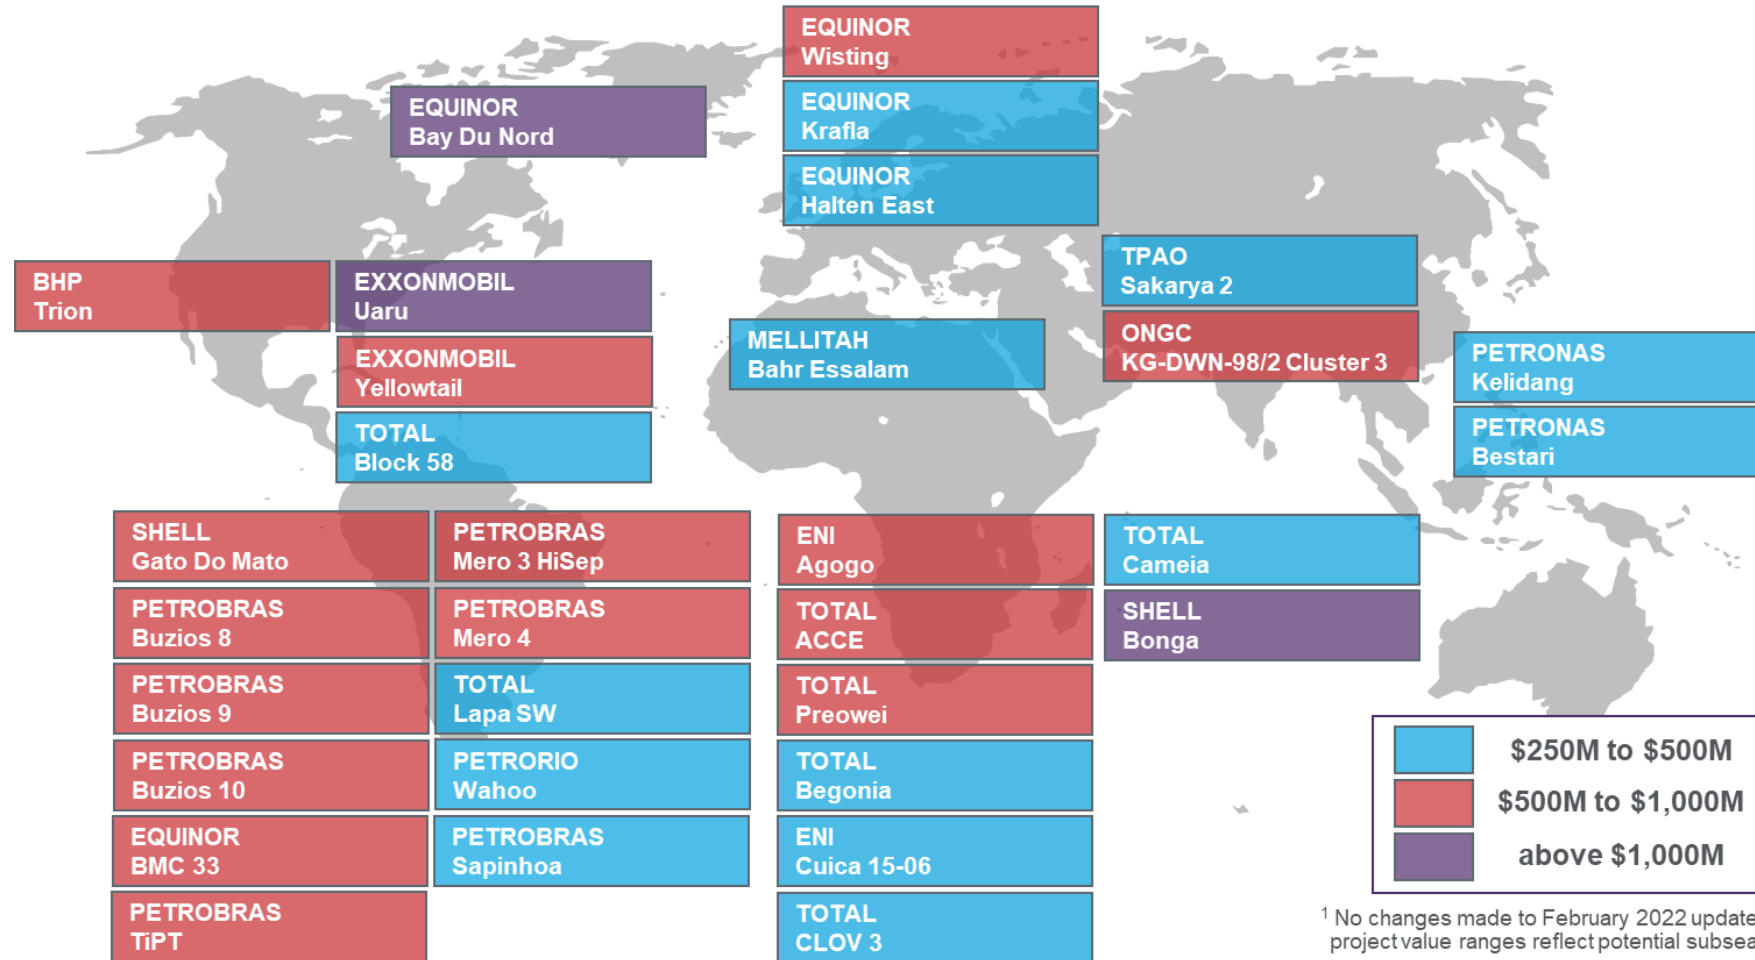 EQUINOR
Wisting
EQUINOR
Krafla
EQUINOR
Halten East
EQUINOR
Bay Du Nord
BHP
Trion
EXXONMOBIL
Uaru
EXXONMOBIL
Yellowtail
TOTAL
Block 58
MELLITAH
Bahr Essalam
TPAO
Sakarya 2
ONGC
KG-DWN-98/2 Cluster 3
PETRONAS
Kelidang
PETRONAS
Bestari
SHELL
Gato Do Mato
PETROBRAS
Buzios 8
PETROBRAS
Buzios 9
PETROBRAS
Buzios 10
EQUINOR
BMC 33
PETROBRAS
TiPT
PETROBRAS
Mero 3 HiSep
PETROBRAS
Mero 4
TOTAL
Lapa SW
PETRORIO
Wahoo
PETROBRAS
Sapinhoa
ENI
Agogo
TOTAL
ACCE
TOTAL
Preowei
TOTAL
Begonia
ENI
Cuica 15-06
TOTAL
CLOV 3
TOTAL
Cameia
SHELL
Bonga
$250M to $500M
$500M to $1,000M
above $1,000M
1 No changes made to February 2022 update
project value ranges reflect potential subsea